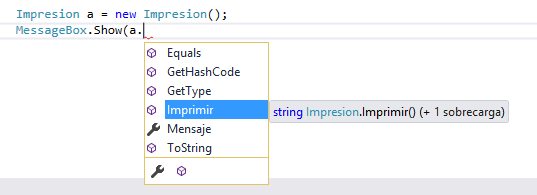 Impresion a = new Impresion();
MessageBox.Show(a.
Equals
GetHashCode
GetType
Imprimir
string Impresion.Imprimir() (+ 1 sobrecarga)
Mensaje
ToString